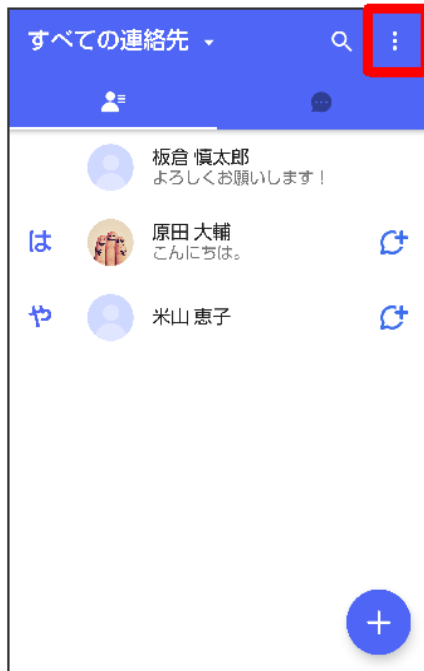 すべての連絡先
板倉 慎太郎
よろしくお願いします！
は
原田 大輔
こんにちは。
や
米山 恵子